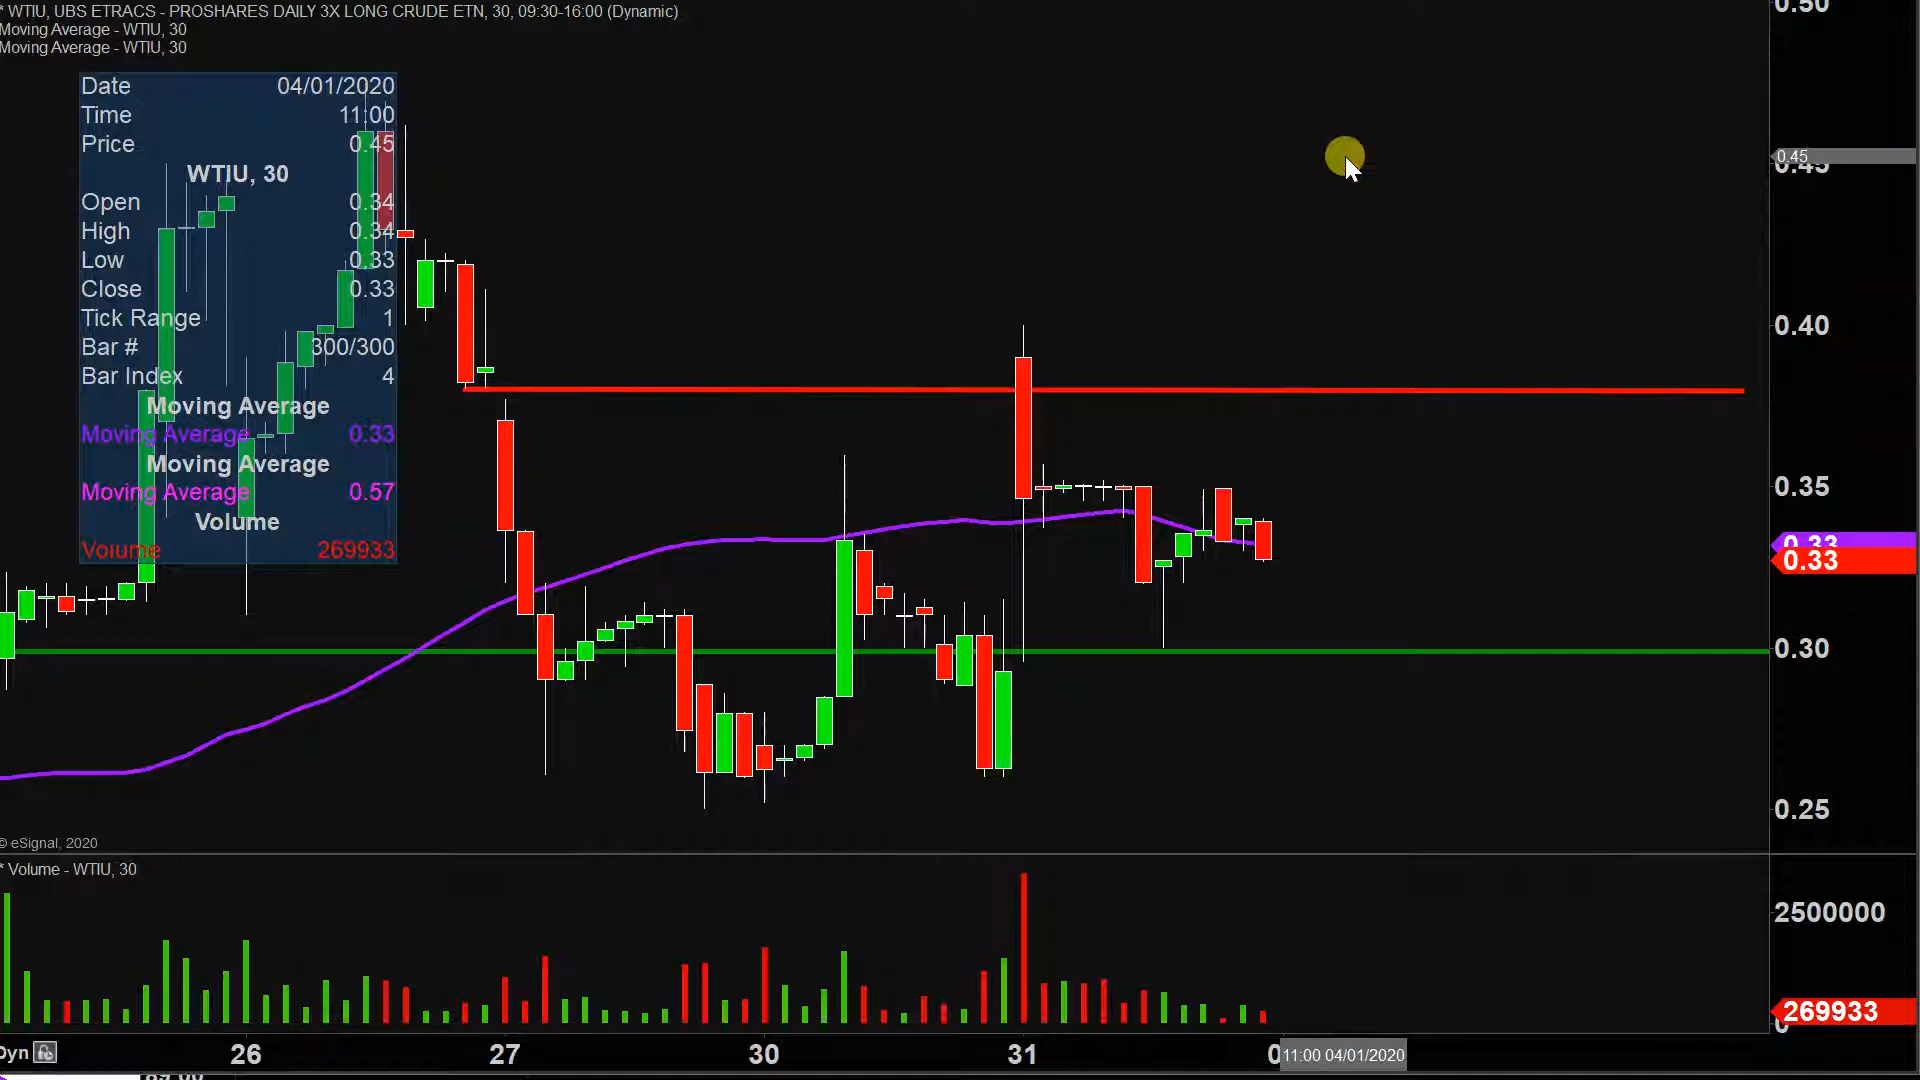 * WTIU, UBS ETRACS - PROSHARES DAILY 3X LONG CRUDE ETN, 30, 09:30-16:00 (Dynamic)
Moving Average - WTIU, 30
Moving Average - WTIU, 30
Date 04/01/2020
Time 11:00
Price 0.45
WTIU, 30
Open 0.34
High 0.34
Low 0.33
Close 0.33
Tick Range 1
Bar # 300/300
Bar Index 4
Moving Average
Moving Average 0.33
Moving Average
Moving Average 0.57
Volume
Volume 269933
0.50
0.45
0.45
0.40
0.35
0.33
0.33
0.30
0.25
© eSignal, 2020
* Volume - WTIU, 30
2500000
269933
0
Dyn
26
27
30
31
0
11:00 04/01/2020